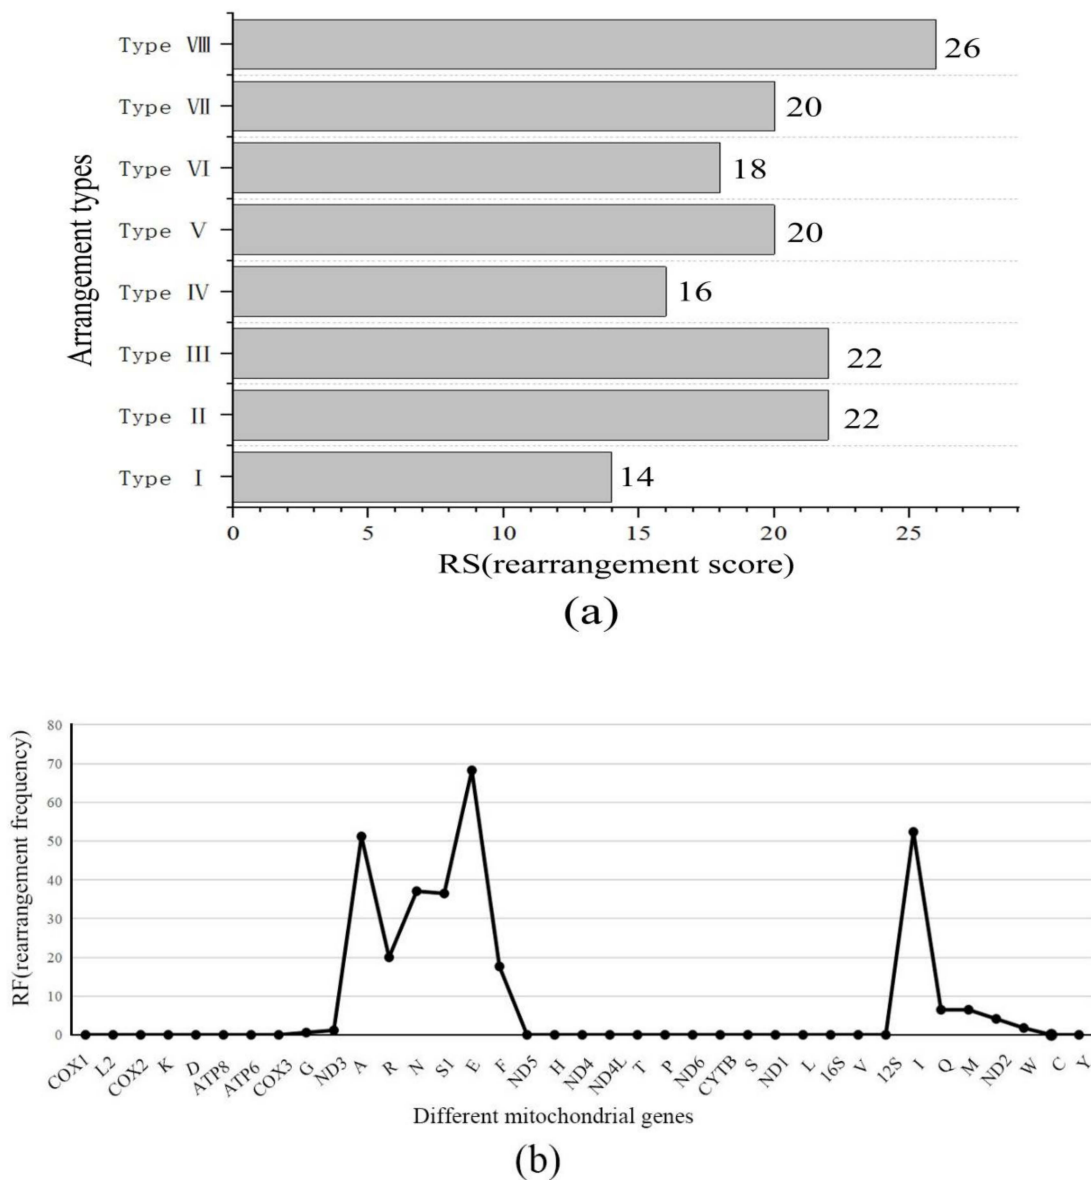 Type VIII
26
Type VII
20
Type VI
18
Type V
20
Type IV
16
Type III
22
Type II
22
Type I
14
Arrangement types
0 5 10 15 20 25
RS(rearrangement score)
(a)
80
70
60
50
40
30
20
10
0
RF(rearrangement frequency)
COX1 L2 COX2 K D ATP8 ATP6 COX3 G ND3 A R N S1 E F ND5 H ND4 ND4L T P ND6 CYTB S ND1 L 16S V 12S I Q M ND2 W C Y
Different mitochondrial genes
(b)